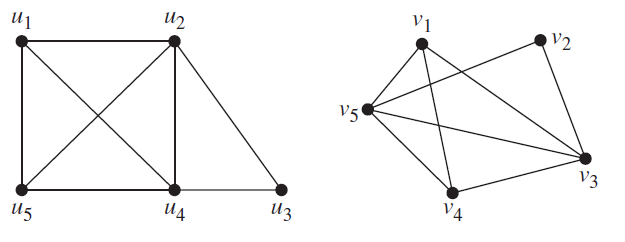 u₁ u₂
u₅ u₄ u₃
v₁ v₂
v₅
v₃
v₄